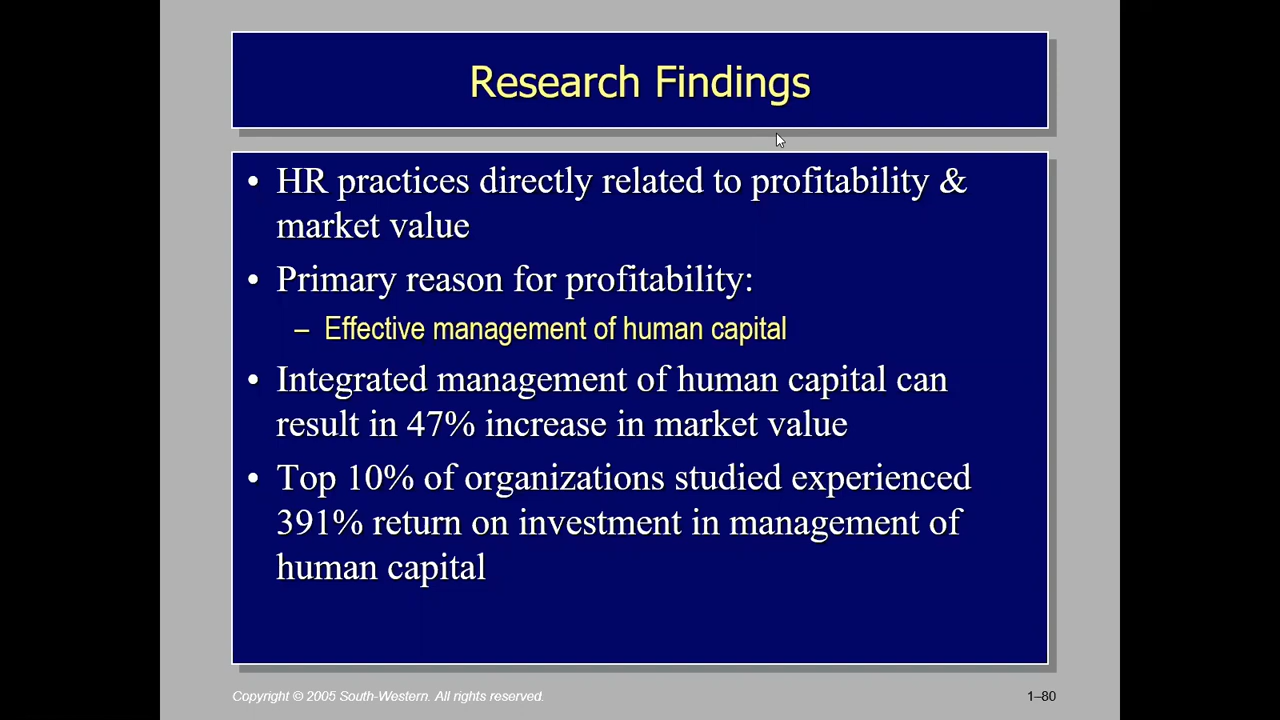 Research Findings
• HR practices directly related to profitability &
market value
• Primary reason for profitability:
– Effective management of human capital
• Integrated management of human capital can
result in 47% increase in market value
• Top 10% of organizations studied experienced
391% return on investment in management of
human capital
Copyright © 2005 South-Western. All rights reserved.
1–80